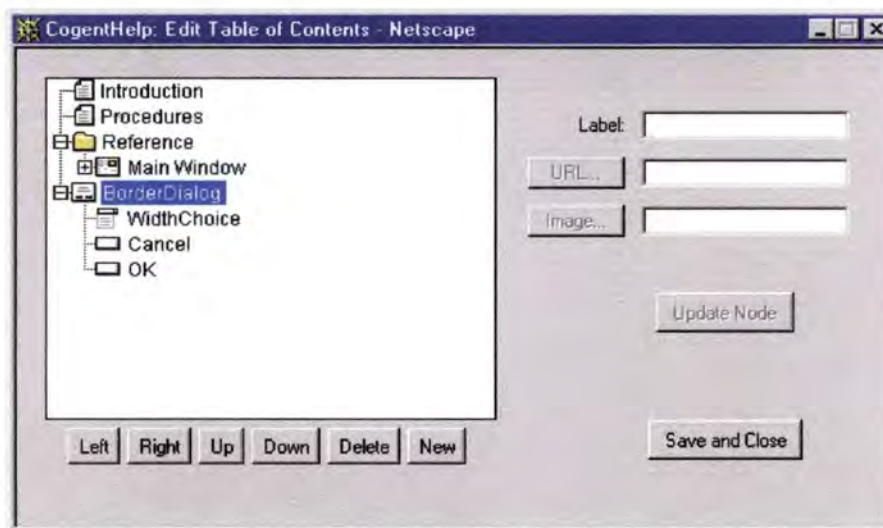 CogentHelp: Edit Table of Contents - Netscape
Introduction
Procedures
Reference
Main Window
BorderDialog
WidthChoice
Cancel
OK
Label:
URL...
Image...
Update Node
Left Right Up Down Delete New
Save and Close